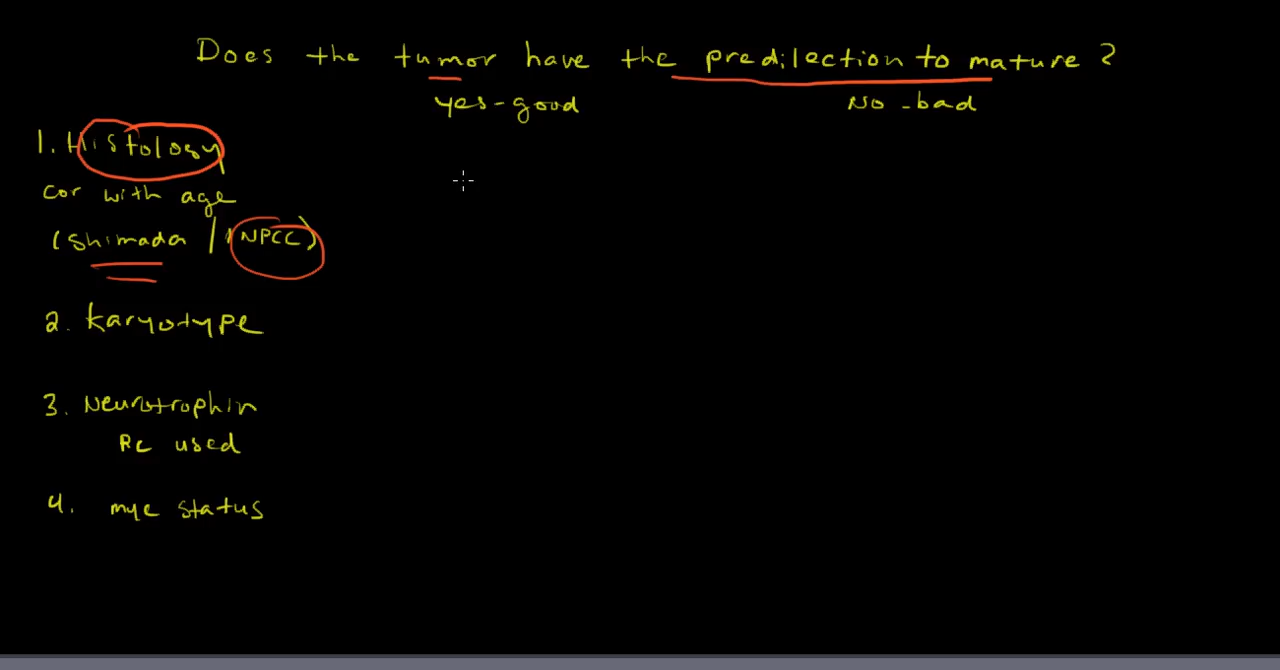 Does the tumor have the predilection to mature?
yes - good
No - bad
1. Histology
cor with age
(Shimada / INPCC)
2. karyotype
3. Neurotrophin
Rc used
4. myc status